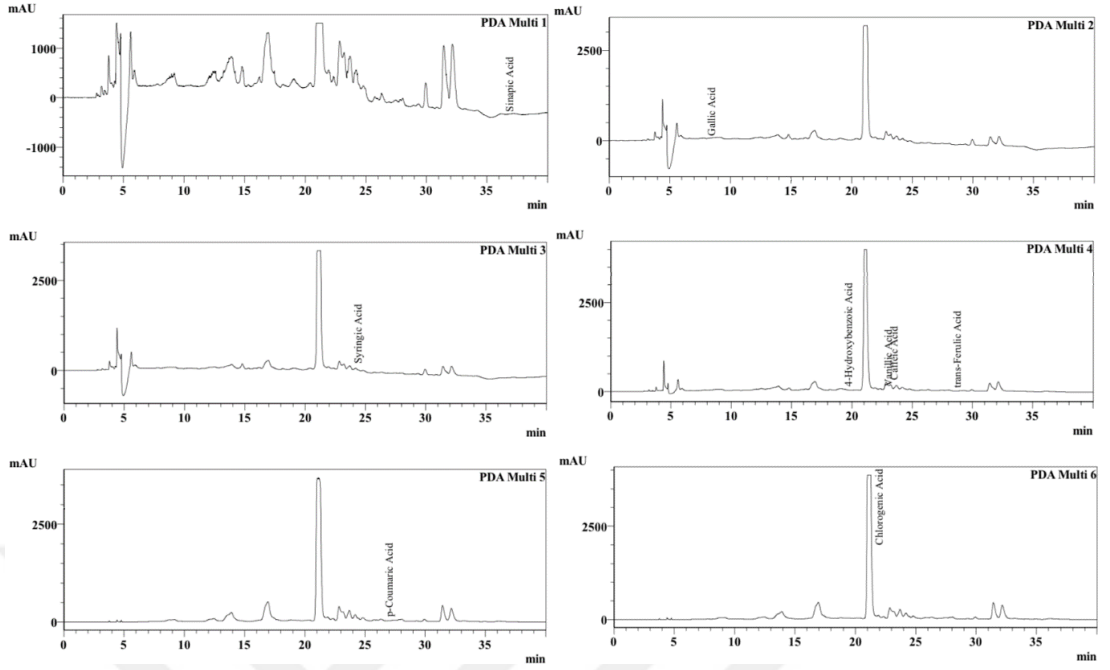 mAU
PDA Multi 1
1000
0
-1000
Sinapic Acid
0 5 10 15 20 25 30 35
min
mAU
PDA Multi 2
2500
0
Gallic Acid
0 5 10 15 20 25 30 35
min
mAU
PDA Multi 3
2500
0
Syringic Acid
0 5 10 15 20 25 30 35
min
mAU
PDA Multi 4
2500
0
4-Hydroxybenzoic Acid
Vanillic Acid
Caffeic Acid
trans-Ferulic Acid
0 5 10 15 20 25 30 35
min
mAU
PDA Multi 5
2500
0
p-Coumaric Acid
0 5 10 15 20 25 30 35
min
mAU
PDA Multi 6
2500
0
Chlorogenic Acid
0 5 10 15 20 25 30 35
min